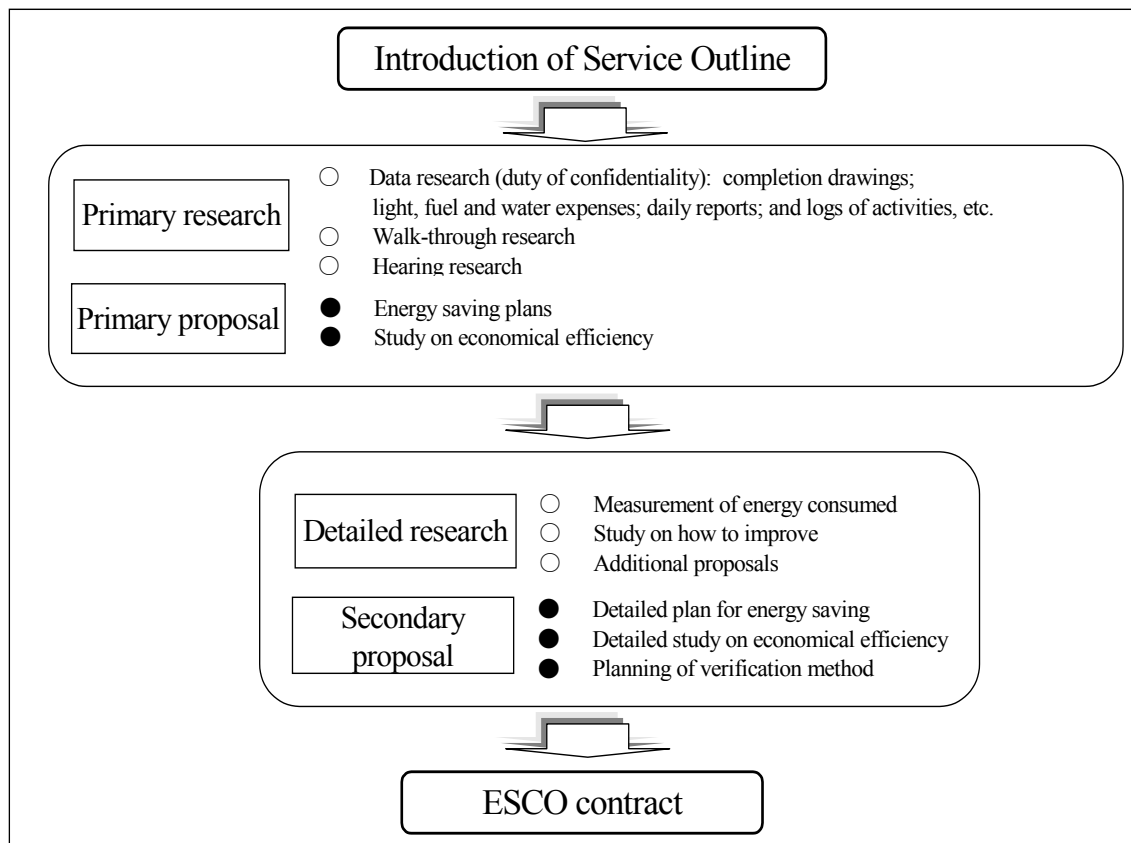 Introduction of Service Outline
Primary research
○ Data research (duty of confidentiality): completion drawings;
light, fuel and water expenses; daily reports; and logs of activities, etc.
○ Walk-through research
○ Hearing research
Primary proposal
● Energy saving plans
● Study on economical efficiency
Detailed research
○ Measurement of energy consumed
○ Study on how to improve
○ Additional proposals
Secondary
proposal
● Detailed plan for energy saving
● Detailed study on economical efficiency
● Planning of verification method
ESCO contract